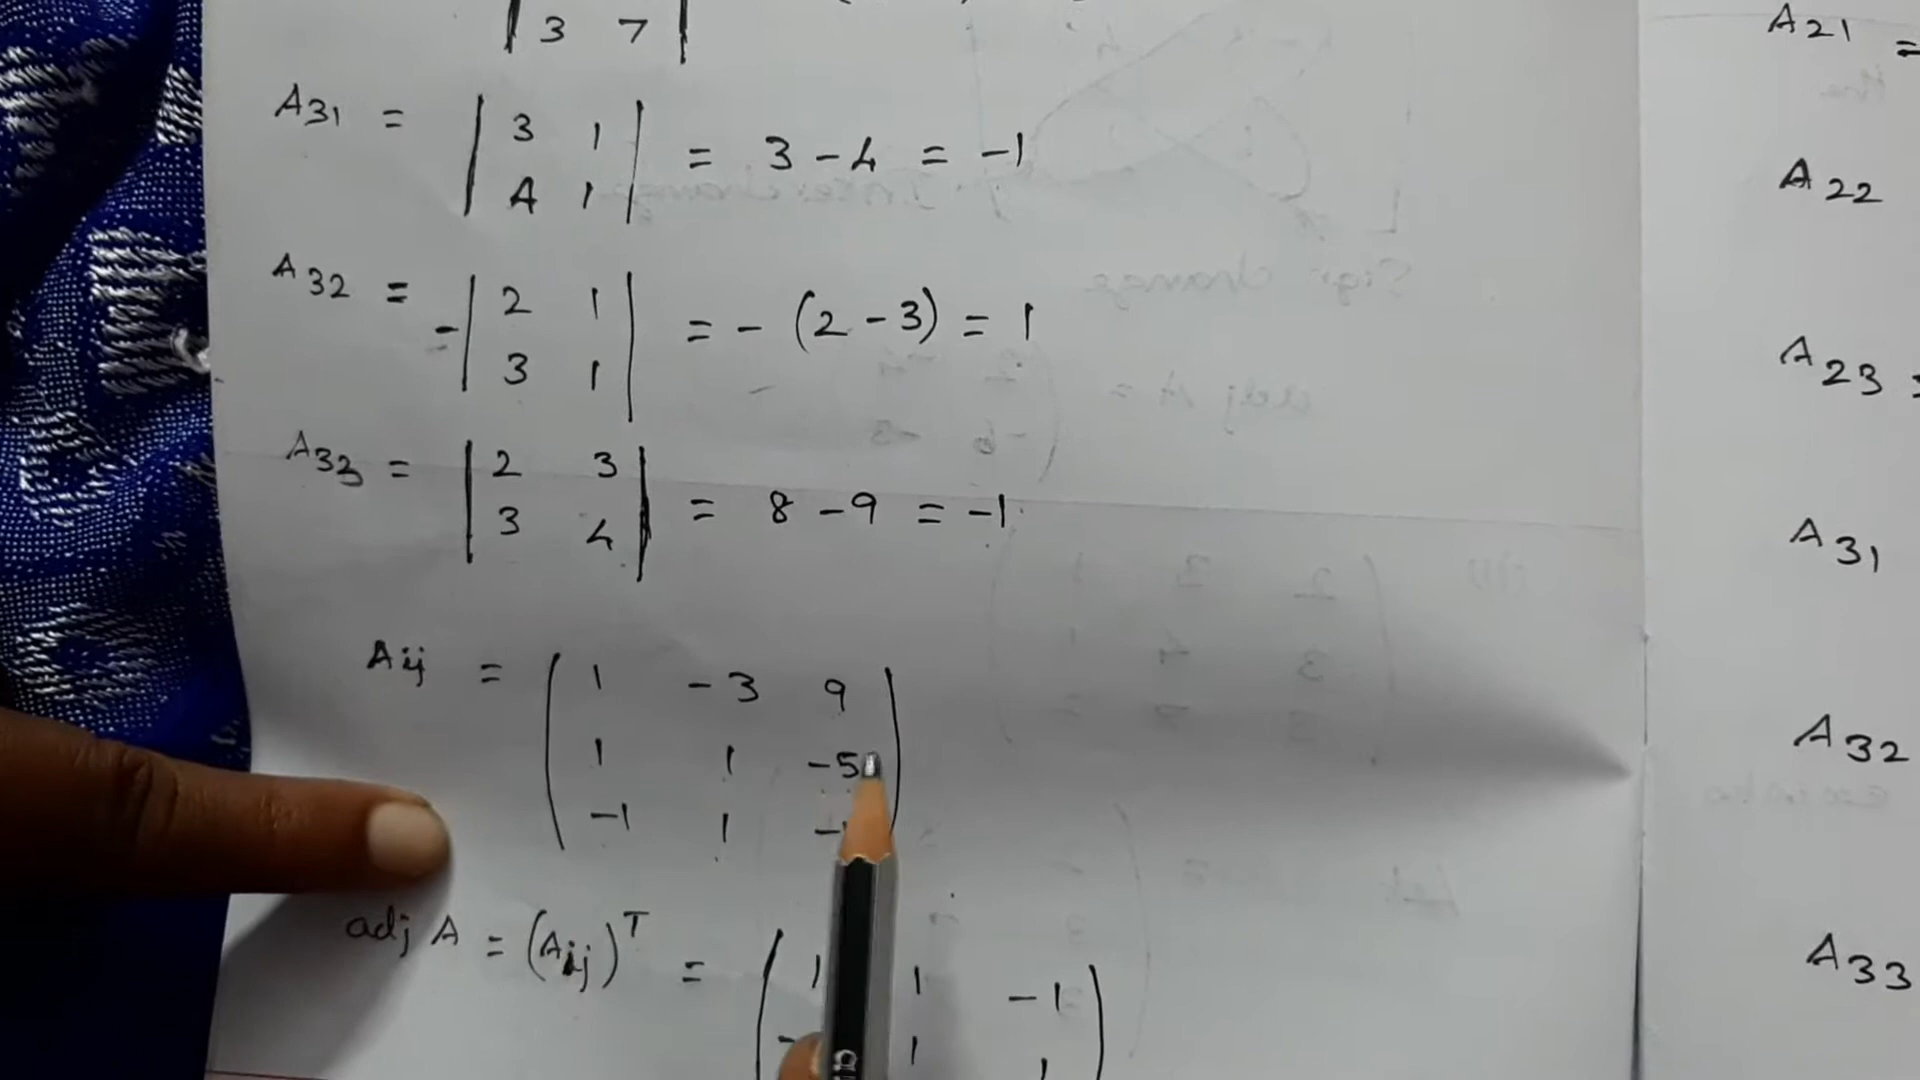 | 3 7 |
A31 = | 3 1 | = 3 - 4 = -1
| 4 1 |
A32 = - | 2 1 | = - (2 - 3) = 1
| 3 1 |
A33 = | 2 3 | = 8 - 9 = -1
| 3 4 |
Aij = ( 1 -3 9 )
( 1 1 -5 )
( -1 1 - )
adj A = (Aij)ᵀ = ( 1 1 -1 )
( - 1 1 )
A21 =
A22
A23
A31
A32
A33